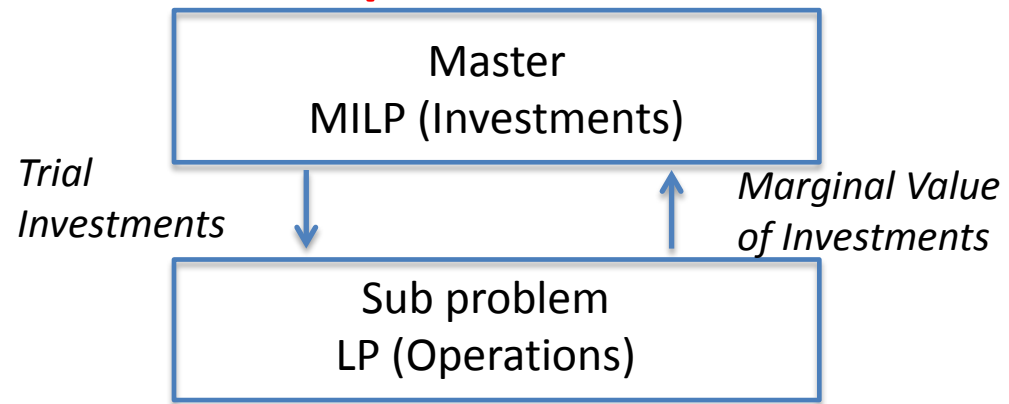 Master
MILP (Investments)
Trial
Investments
Marginal Value
of Investments
Sub problem
LP (Operations)